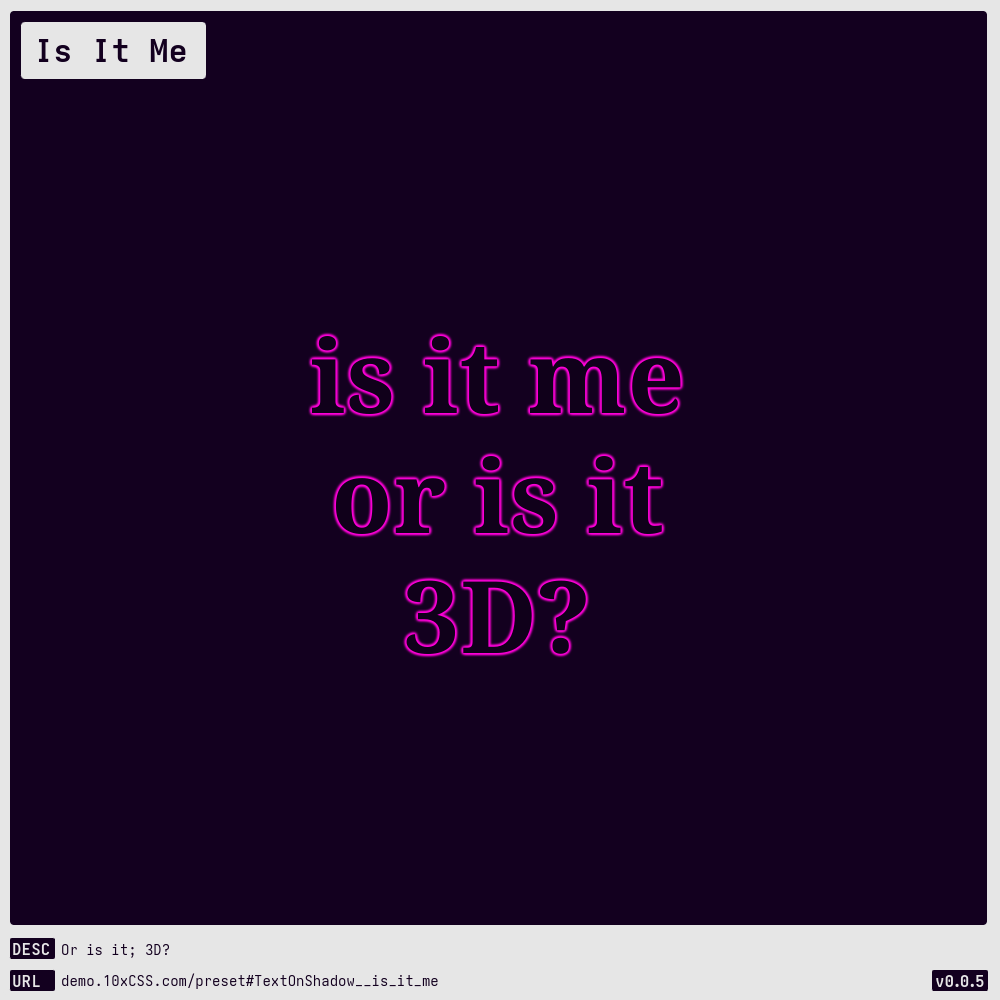 Is It Me
is it me
or is it
3D?
DESC Or is it; 3D?
URL demo.10xCSS.com/preset#TextOnShadow__is_it_me
v0.0.5